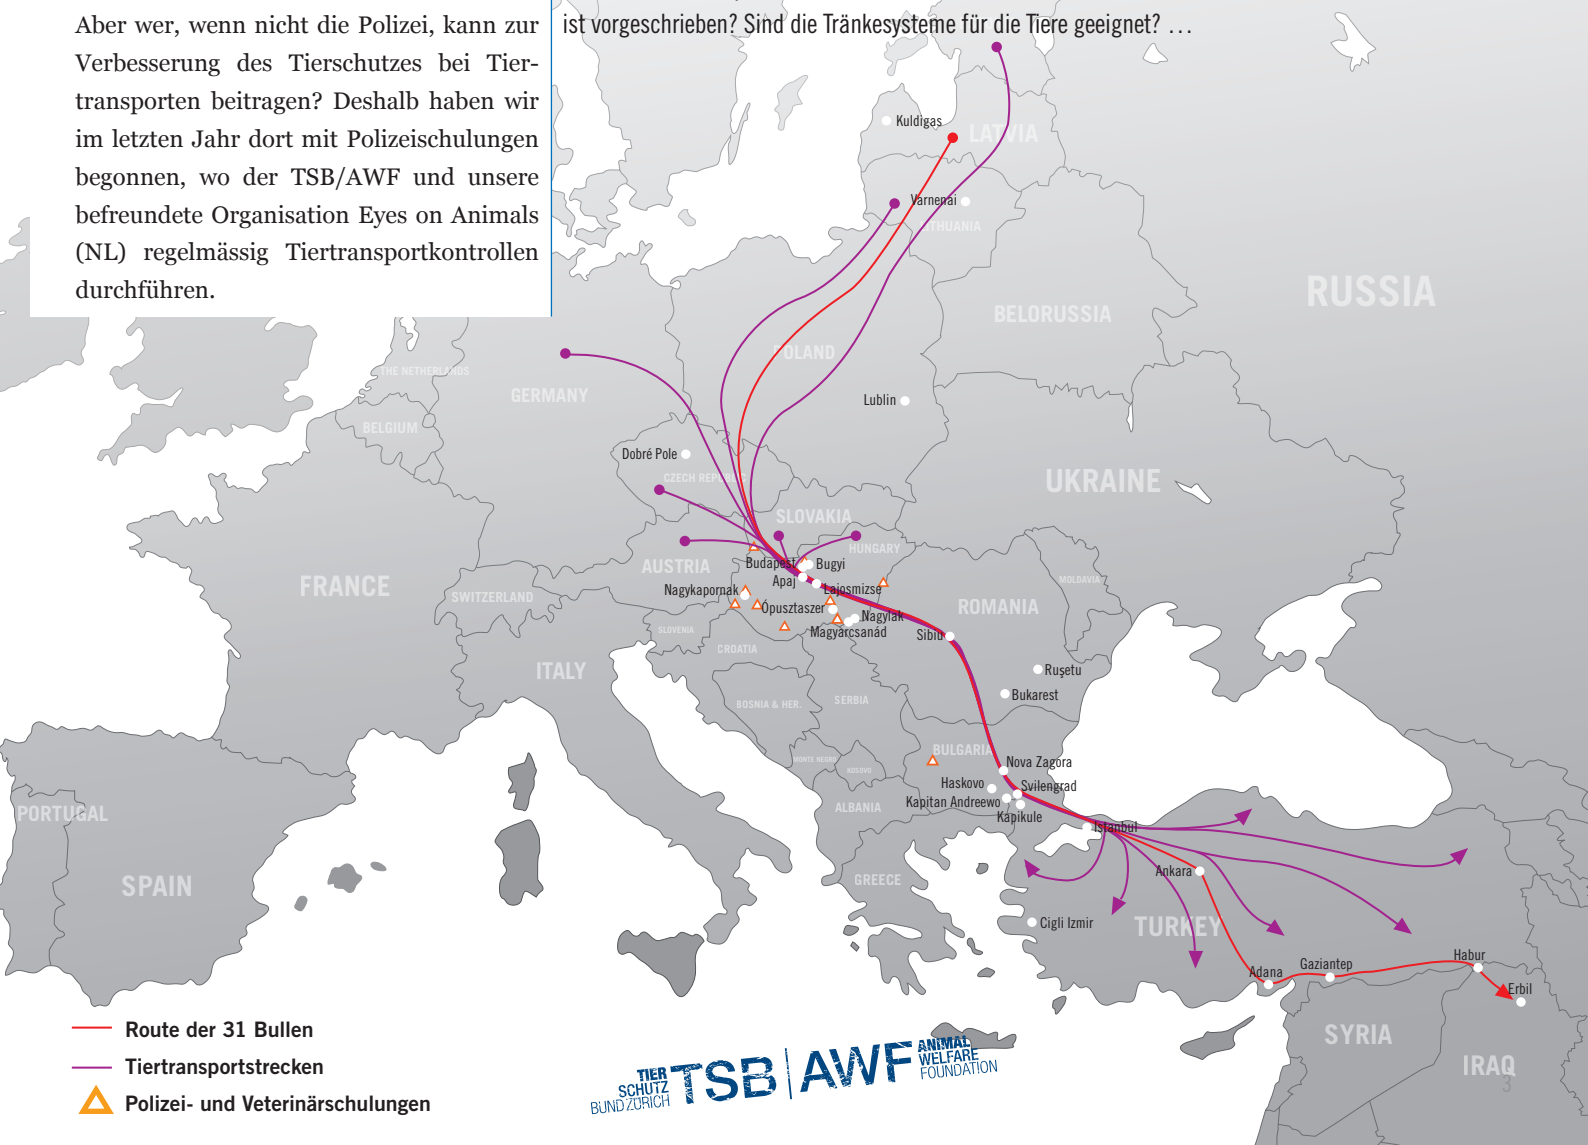 Aber wer, wenn nicht die Polizei, kann zur
Verbesserung des Tierschutzes bei Tier-
transporten beitragen? Deshalb haben wir
im letzten Jahr dort mit Polizeischulungen
begonnen, wo der TSB/AWF und unsere
befreundete Organisation Eyes on Animals
(NL) regelmässig Tiertransportkontrollen
durchführen.
ist vorgeschrieben? Sind die Tränkesysteme für die Tiere geeignet? …
Kuldigas
LATVIA
Varnenai
LITHUANIA
RUSSIA
BELORUSSIA
POLAND
THE NETHERLANDS
GERMANY
Lublin
BELGIUM
Dobré Pole
CZECH REPUBLIC
UKRAINE
SLOVAKIA
HUNGARY
AUSTRIA
Budapest
Bugyi
Apaj
FRANCE
SWITZERLAND
Nagykapornak
Lajosmizse
MOLDAVIA
Ópusztaszer
ROMANIA
Nagylak
Magyarcsanád
SLOVENIA
Sibiu
CROATIA
ITALY
Ruşetu
Bukarest
BOSNIA & HER.
SERBIA
BULGARIA
MONTE NEGRO
KOSOVO
Nova Zagora
Haskovo
Svilengrad
Kapitan Andreewo
Kapikule
ALBANIA
PORTUGAL
Istanbul
SPAIN
GREECE
Ankara
Cigli Izmir
TURKEY
Adana
Gaziantep
Habur
Erbil
SYRIA
IRAQ
Route der 31 Bullen
Tiertransportstrecken
Polizei- und Veterinärschulungen
TIER
SCHUTZ
BUND ZÜRICH
TSB | AWF
ANIMAL
WELFARE
FOUNDATION
3